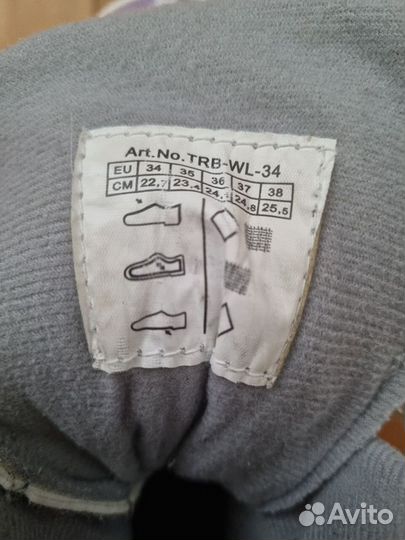 Art.No.TRB-WL-34
EU 34 35 36 37 38
CM 22,7 23,4 24, 24,8 25,5
Avito